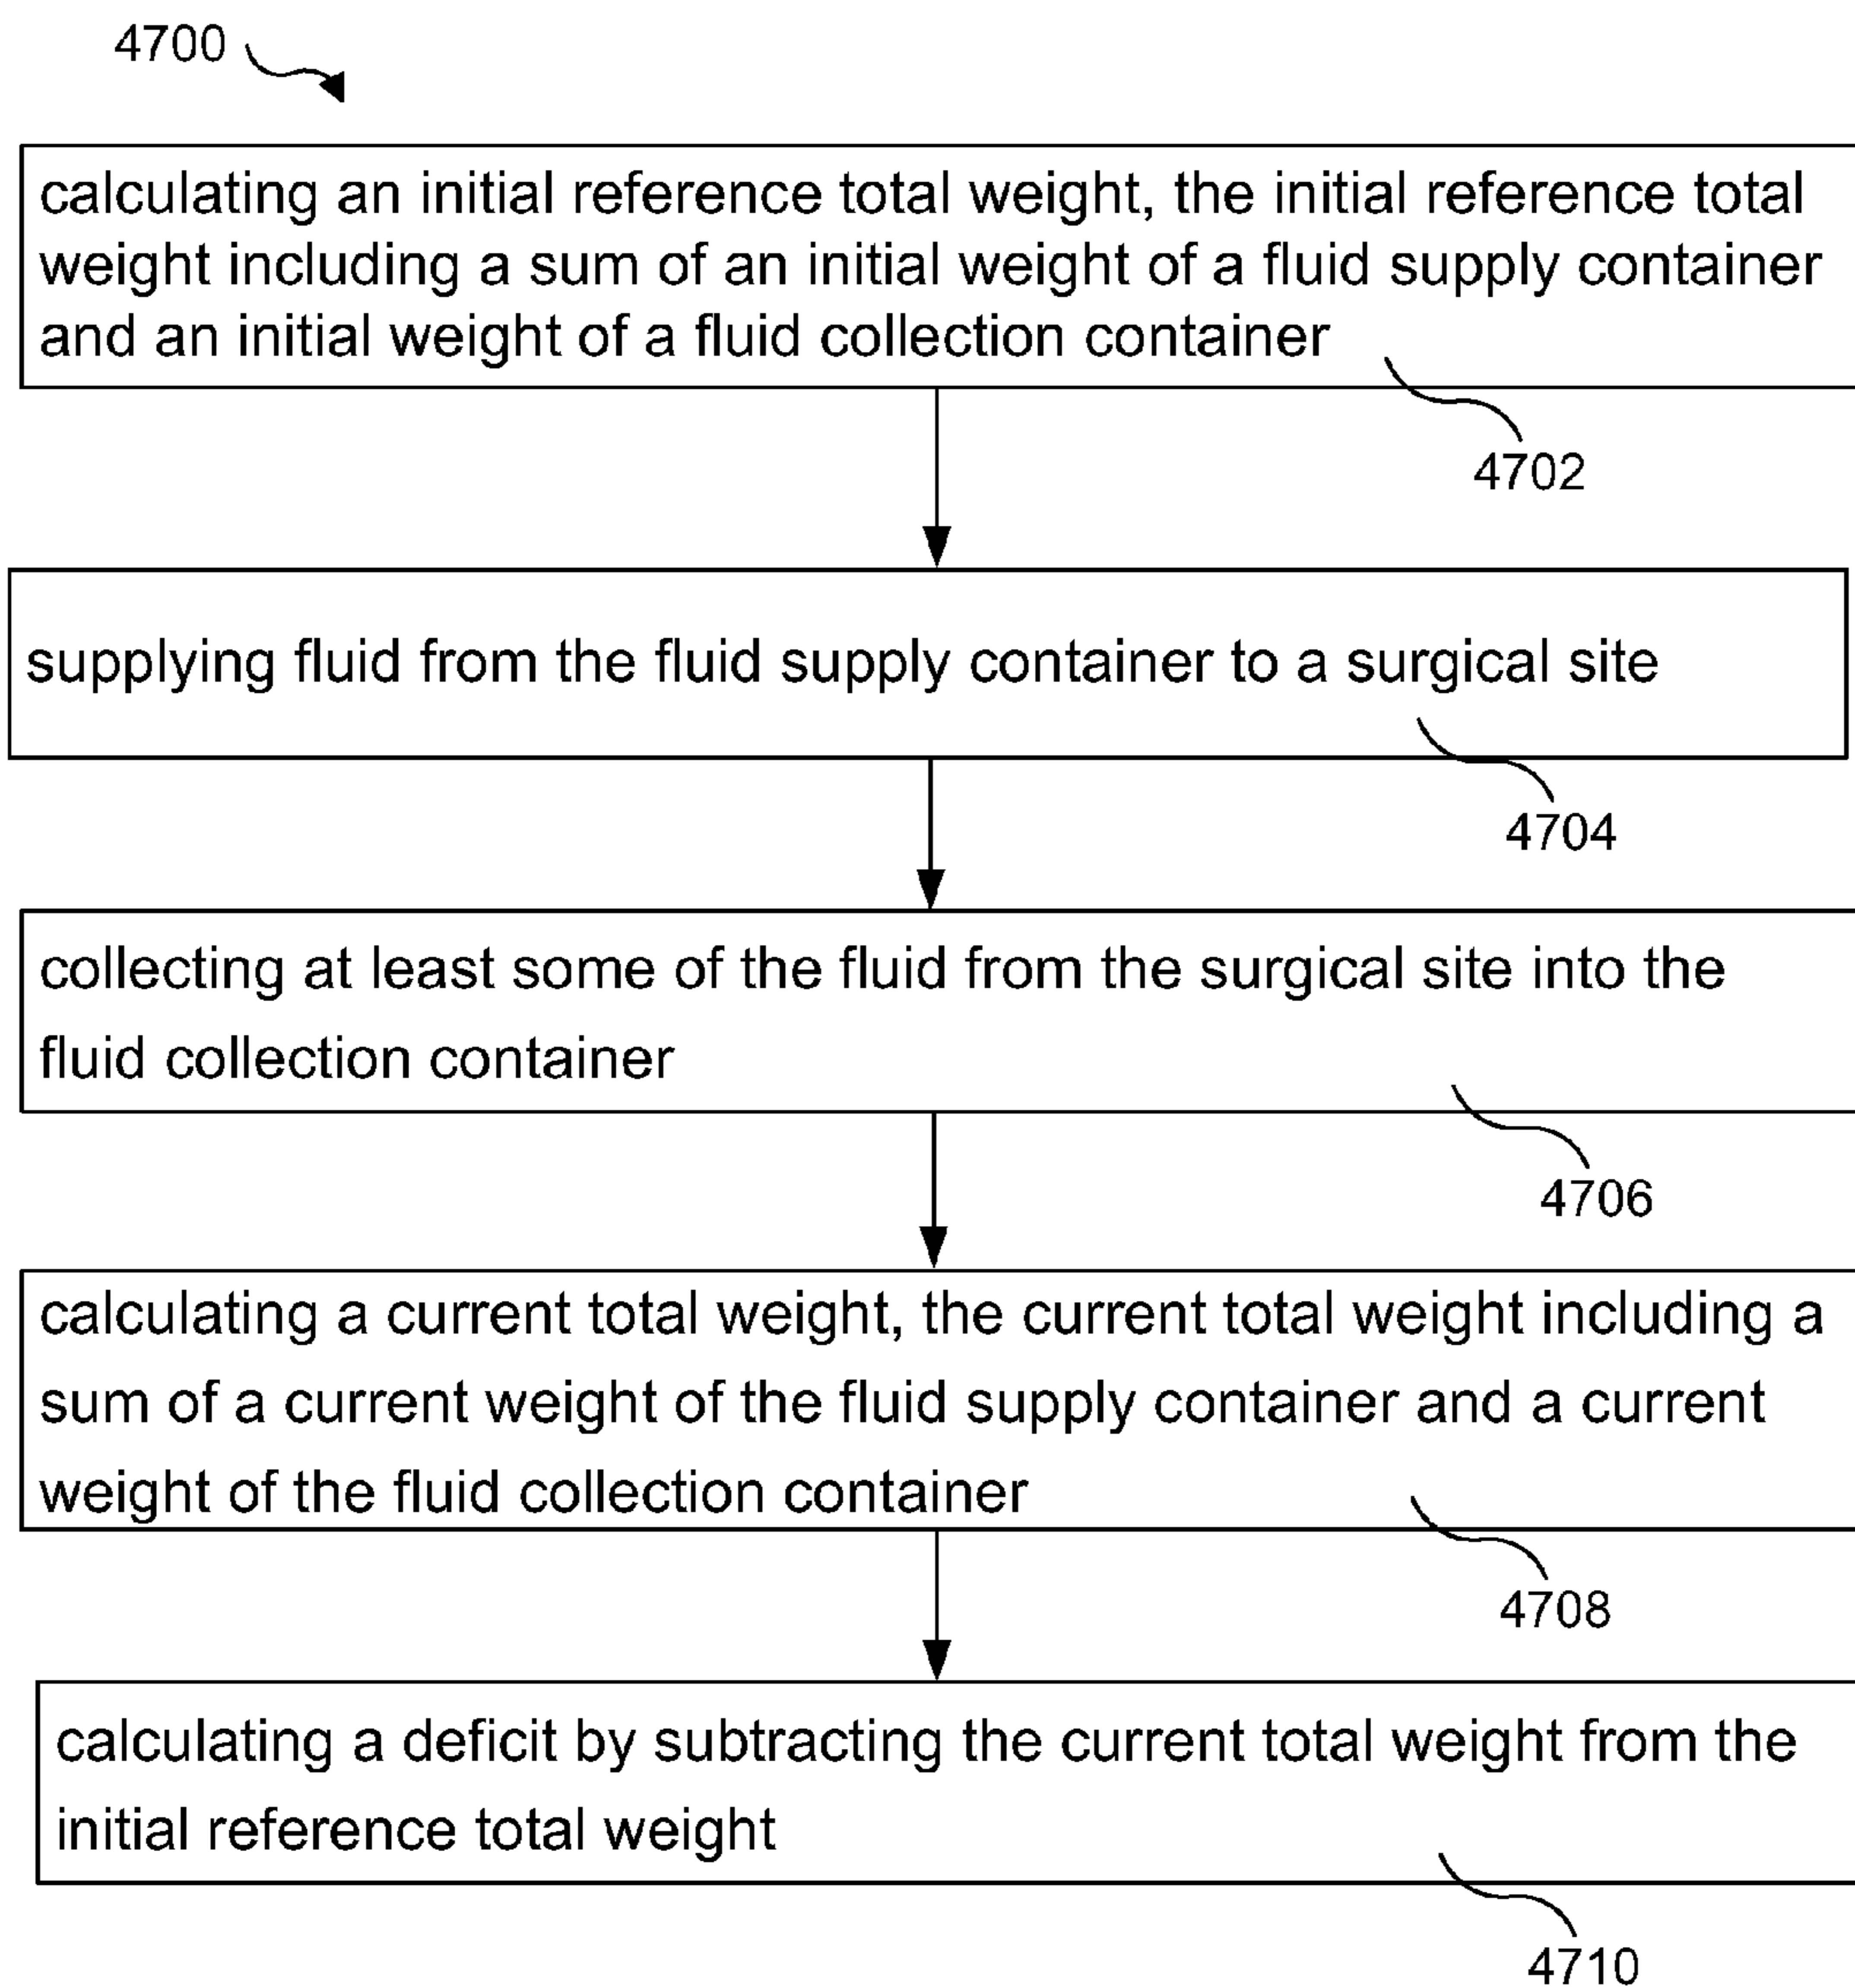 4700
calculating an initial reference total weight, the initial reference total
weight including a sum of an initial weight of a fluid supply container
and an initial weight of a fluid collection container
4702
supplying fluid from the fluid supply container to a surgical site
4704
collecting at least some of the fluid from the surgical site into the
fluid collection container
4706
calculating a current total weight, the current total weight including a
sum of a current weight of the fluid supply container and a current
weight of the fluid collection container
4708
calculating a deficit by subtracting the current total weight from the
initial reference total weight
4710